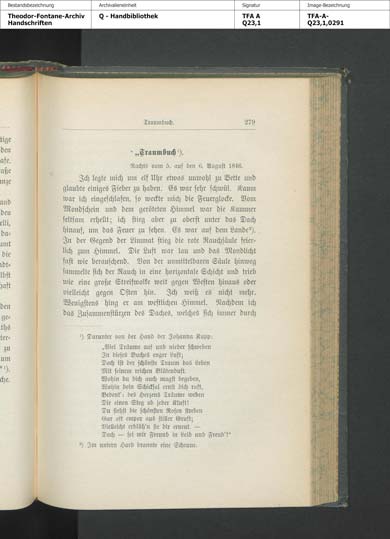 Bestandsbezeichnung Archivalieneinheit Signatur Image-Bezeichnung
Theodor-Fontane-Archiv Q - Handbibliothek TFA A TFA-A-
Handschriften Q23,1 Q23,1,0291
Traumbuch. 279
„Traumbuch¹).
Nachts vom 5. auf den 6. August 1846.
Ich legte mich um elf Uhr etwas unwohl zu Bette und
glaubte einiges Fieber zu haben. Es war sehr schwül. Kaum
war ich eingeschlafen, so weckte mich die Feuerglocke. Vom
Mondschein und dem geröteten Himmel war die Kammer
seltsam erhellt; ich stieg aber zu oberst unter das Dach
hinauf, um das Feuer zu sehen. Es war auf dem Lande²).
In der Gegend der Limmat stieg die rote Rauchsäule feier-
lich zum Himmel. Die Luft war lau und das Mondlicht
fast wie berauschend. Von der unmittelbaren Säule hinweg
sammelte sich der Rauch in eine horizontale Schicht und trieb
wie eine große Streifwolke weit gegen Westen hinaus oder
vielleicht gegen Osten hin. Ich weiß es nicht mehr.
Wenigstens hing er am westlichen Himmel. Nachdem ich
das Zusammenstürzen des Daches, welches sich immer durch
¹) Darunter von der Hand der Johanna Kapp:
„Viel Träume auf und nieder schweben
In dieses Buches enger Luft;
Doch ist der schönste Traum das Leben
Mit seinem reichen Blütenduft.
Wohin du dich auch magst begeben,
Wohin dein Schicksal ernst dich ruft,
Bedenk': des Herzens Träume weben
Die einen Steg ob jeder Kluft!
Du siehst die schönsten Rosen streben
Gar oft empor aus stiller Gruft;
Vielleicht erblüh'n sie dir erneut. —
Doch — sei mir Freund in Leid und Freud'!"
²) Im untern Hard brannte eine Scheune.